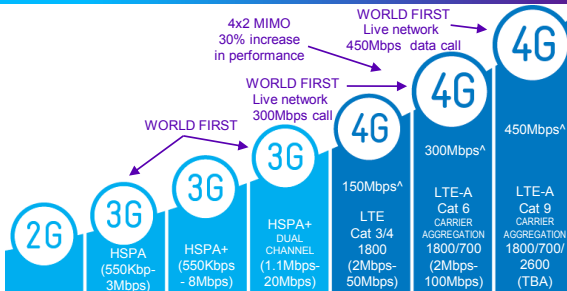 WORLD FIRST
Live network
450Mbps data call
4x2 MIMO
30% increase
in performance
WORLD FIRST
Live network
300Mbps call
WORLD FIRST
2G
3G
HSPA
(550Kbp-
3Mbps)
3G
HSPA+
(550Kbps
- 8Mbps)
3G
HSPA+
DUAL
CHANNEL
(1.1Mbps-
20Mbps)
4G
150Mbps^
LTE
Cat 3/4
1800
(2Mbps-
50Mbps)
4G
300Mbps^
LTE-A
Cat 6
CARRIER
AGGREGATION
1800/700
(2Mbps-
100Mbps)
4G
450Mbps^
LTE-A
Cat 9
CARRIER
AGGREGATION
1800/700/
2600
(TBA)